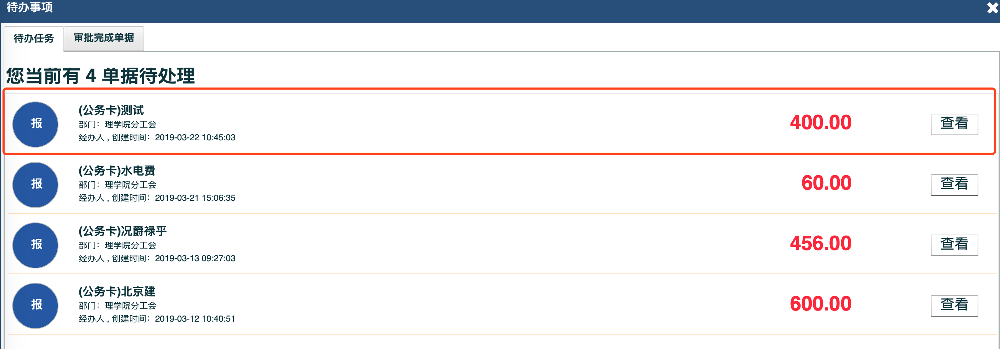 待办事项
待办任务 审批完成单据
您当前有 4 单据待处理
报
(公务卡)测试
部门：理学院分工会
经办人 , 创建时间：2019-03-22 10:45:03
400.00
查看
报
(公务卡)水电费
部门：理学院分工会
经办人 , 创建时间：2019-03-21 15:06:35
60.00
查看
报
(公务卡)况爵禄乎
部门：理学院分工会
经办人 , 创建时间：2019-03-13 09:27:03
456.00
查看
报
(公务卡)北京建
部门：理学院分工会
经办人 , 创建时间：2019-03-12 10:40:51
600.00
查看